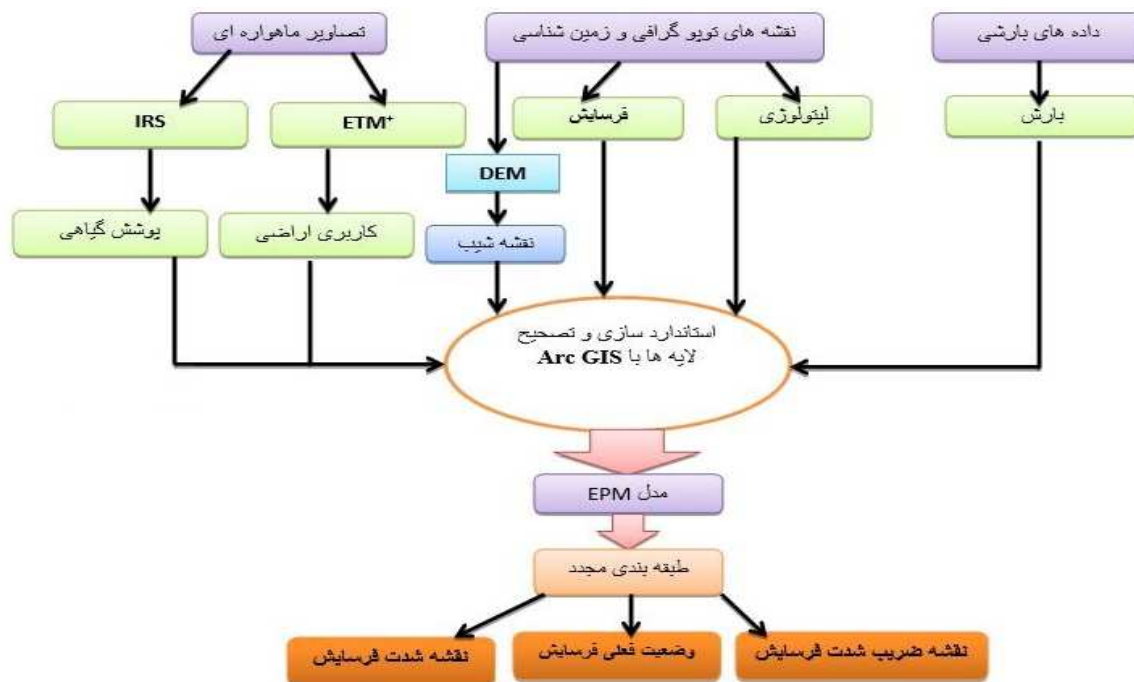 داده های بارشی
نقشه های توپو گرافی و زمین شناسی
تصاویر ماهواره ای
بارش
لیتولوژی
فرسایش
ETM+
IRS
DEM
نقشه شیب
کاربری اراضی
پوشش گیاهی
استاندارد سازی و تصحیح
لایه ها با Arc GIS
مدل EPM
طبقه بندی مجدد
نقشه ضریب شدت فرسایش
وضعیت فعلی فرسایش
نقشه شدت فرسایش